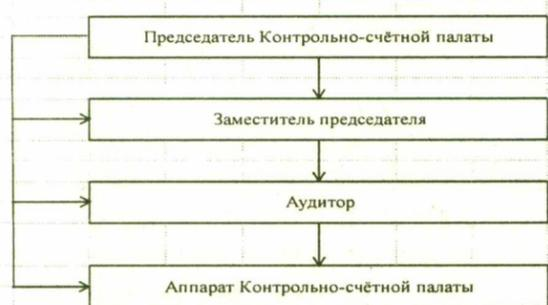 Председатель Контрольно-счётной палаты
Заместитель председателя
Аудитор
Аппарат Контрольно-счётной палаты